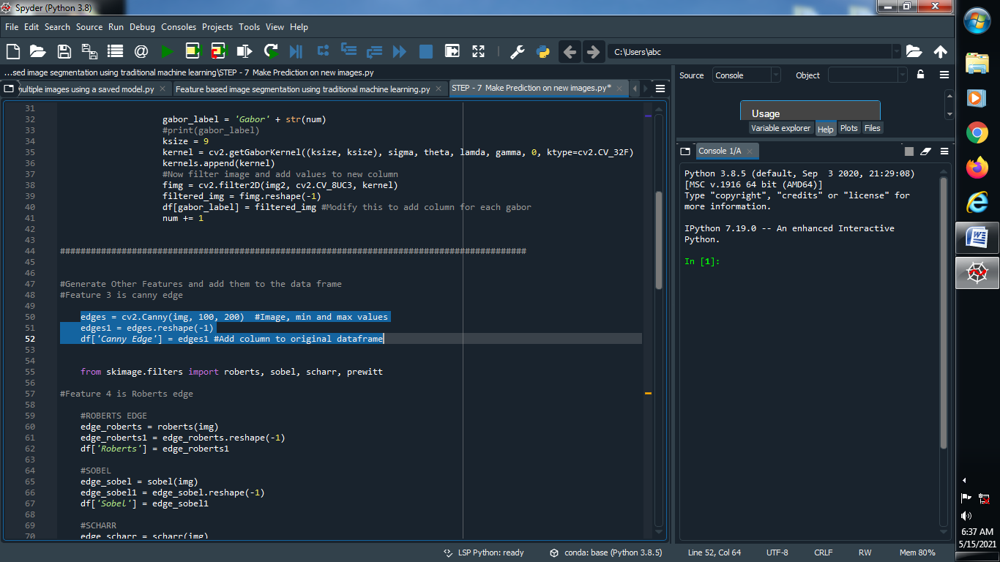 Spyder (Python 3.8)
File Edit Search Source Run Debug Consoles Projects Tools View Help
C:\Users\abc
...sed image segmentation using traditional machine learning\STEP - 7 Make Prediction on new images.py
ultiple images using a saved model.py
Feature based image segmentation using traditional machine learning.py
STEP - 7 Make Prediction on new images.py*
31
32 gabor_label = 'Gabor' + str(num)
33 #print(gabor_label)
34 ksize = 9
35 kernel = cv2.getGaborKernel((ksize, ksize), sigma, theta, lamda, gamma, 0, ktype=cv2.CV_32F)
36 kernels.append(kernel)
37 #Now filter image and add values to new column
38 fimg = cv2.filter2D(img2, cv2.CV_8UC3, kernel)
39 filtered_img = fimg.reshape(-1)
40 df[gabor_label] = filtered_img #Modify this to add column for each gabor
41 num += 1
42
43
44 ###########################################################################################
45
46
47 #Generate Other Features and add them to the data frame
48 #Feature 3 is canny edge
49
50 edges = cv2.Canny(img, 100, 200) #Image, min and max values
51 edges1 = edges.reshape(-1)
52 df['Canny Edge'] = edges1 #Add column to original dataframe
53
54
55 from skimage.filters import roberts, sobel, scharr, prewitt
56
57 #Feature 4 is Roberts edge
58
59 #ROBERTS EDGE
60 edge_roberts = roberts(img)
61 edge_roberts1 = edge_roberts.reshape(-1)
62 df['Roberts'] = edge_roberts1
63
64 #SOBEL
65 edge_sobel = sobel(img)
66 edge_sobel1 = edge_sobel.reshape(-1)
67 df['Sobel'] = edge_sobel1
68
69 #SCHARR
70 edge_scharr = scharr(img)
Source Console Object
Usage
Variable explorer Help Plots Files
Console 1/A
Python 3.8.5 (default, Sep  3 2020, 21:29:08)
[MSC v.1916 64 bit (AMD64)]
Type "copyright", "credits" or "license" for
more information.
IPython 7.19.0 -- An enhanced Interactive
Python.
In [1]:
LSP Python: ready conda: base (Python 3.8.5) Line 52, Col 64 UTF-8 CRLF RW Mem 80%
6:37 AM
5/15/2021